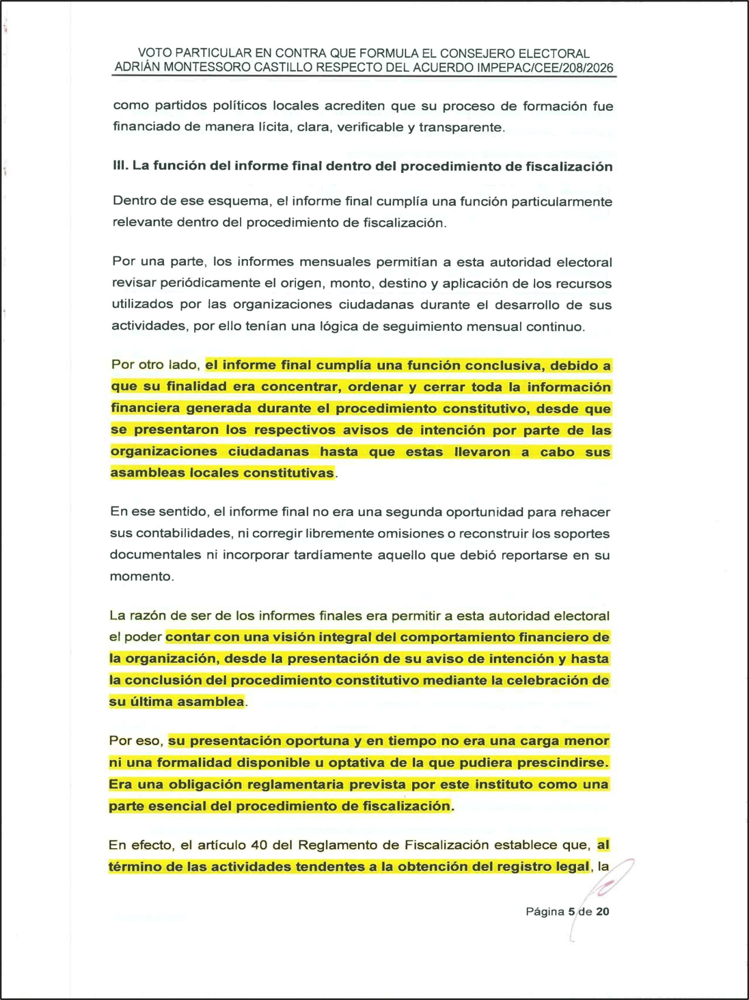 VOTO PARTICULAR EN CONTRA QUE FORMULA EL CONSEJERO ELECTORAL
ADRIÁN MONTESSORO CASTILLO RESPECTO DEL ACUERDO IMPEPAC/CEE/208/2026
como partidos políticos locales acrediten que su proceso de formación fue
financiado de manera lícita, clara, verificable y transparente.
III. La función del informe final dentro del procedimiento de fiscalización
Dentro de ese esquema, el informe final cumplía una función particularmente
relevante dentro del procedimiento de fiscalización.
Por una parte, los informes mensuales permitían a esta autoridad electoral
revisar periódicamente el origen, monto, destino y aplicación de los recursos
utilizados por las organizaciones ciudadanas durante el desarrollo de sus
actividades, por ello tenían una lógica de seguimiento mensual continuo.
Por otro lado, el informe final cumplía una función conclusiva, debido a
que su finalidad era concentrar, ordenar y cerrar toda la información
financiera generada durante el procedimiento constitutivo, desde que
se presentaron los respectivos avisos de intención por parte de las
organizaciones ciudadanas hasta que estas llevaron a cabo sus
asambleas locales constitutivas.
En ese sentido, el informe final no era una segunda oportunidad para rehacer
sus contabilidades, ni corregir libremente omisiones o reconstruir los soportes
documentales ni incorporar tardíamente aquello que debió reportarse en su
momento.
La razón de ser de los informes finales era permitir a esta autoridad electoral
el poder contar con una visión integral del comportamiento financiero de
la organización, desde la presentación de su aviso de intención y hasta
la conclusión del procedimiento constitutivo mediante la celebración de
su última asamblea.
Por eso, su presentación oportuna y en tiempo no era una carga menor
ni una formalidad disponible u optativa de la que pudiera prescindirse.
Era una obligación reglamentaria prevista por este instituto como una
parte esencial del procedimiento de fiscalización.
En efecto, el artículo 40 del Reglamento de Fiscalización establece que, al
término de las actividades tendentes a la obtención del registro legal, la
Página 5 de 20